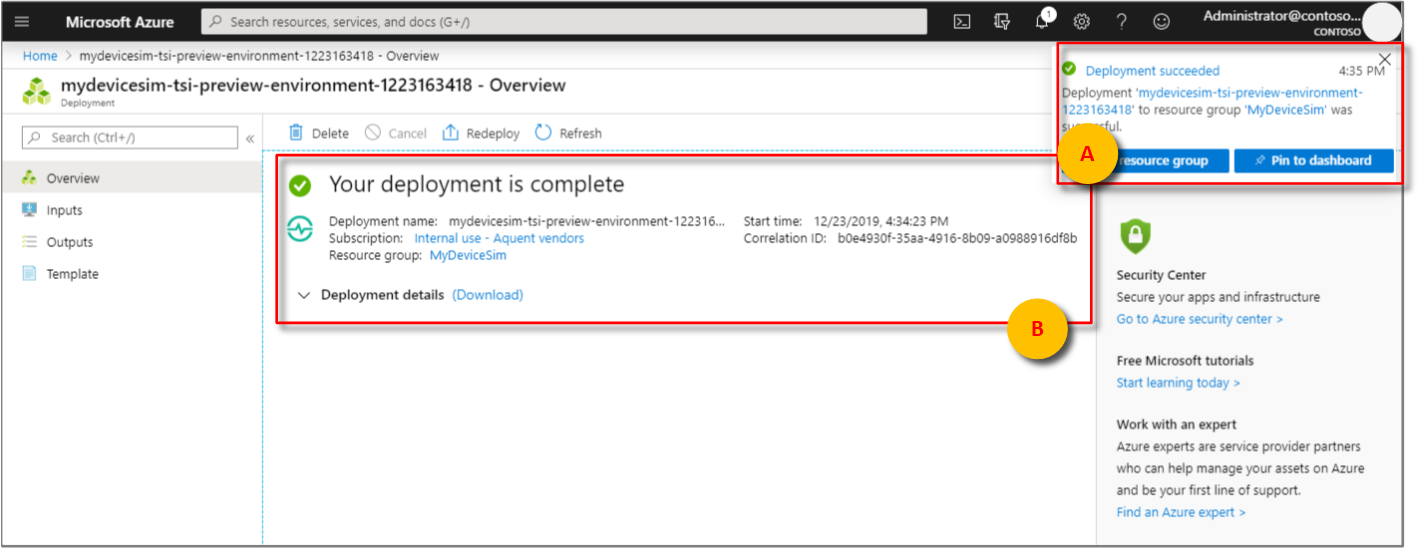 Microsoft Azure
Search resources, services, and docs (G+/)
1
Administrator@contoso...
CONTOSO
Home > mydevicesim-tsi-preview-environment-1223163418 - Overview
mydevicesim-tsi-preview-environment-1223163418 - Overview
Deployment
Search (Ctrl+/)
«
Overview
Inputs
Outputs
Template
Delete
Cancel
Redeploy
Refresh
Your deployment is complete
Deployment name: mydevicesim-tsi-preview-environment-122316...
Subscription: Internal use - Aquent vendors
Resource group: MyDeviceSim
Start time: 12/23/2019, 4:34:23 PM
Correlation ID: b0e4930f-35aa-4916-8b09-a0988916df8b
Deployment details (Download)
B
Deployment succeeded
4:35 PM
Deployment 'mydevicesim-tsi-preview-environment-
1223163418' to resource group 'MyDeviceSim' was
A
resource group
Pin to dashboard
Security Center
Secure your apps and infrastructure
Go to Azure security center >
Free Microsoft tutorials
Start learning today >
Work with an expert
Azure experts are service provider partners
who can help manage your assets on Azure
and be your first line of support.
Find an Azure expert >